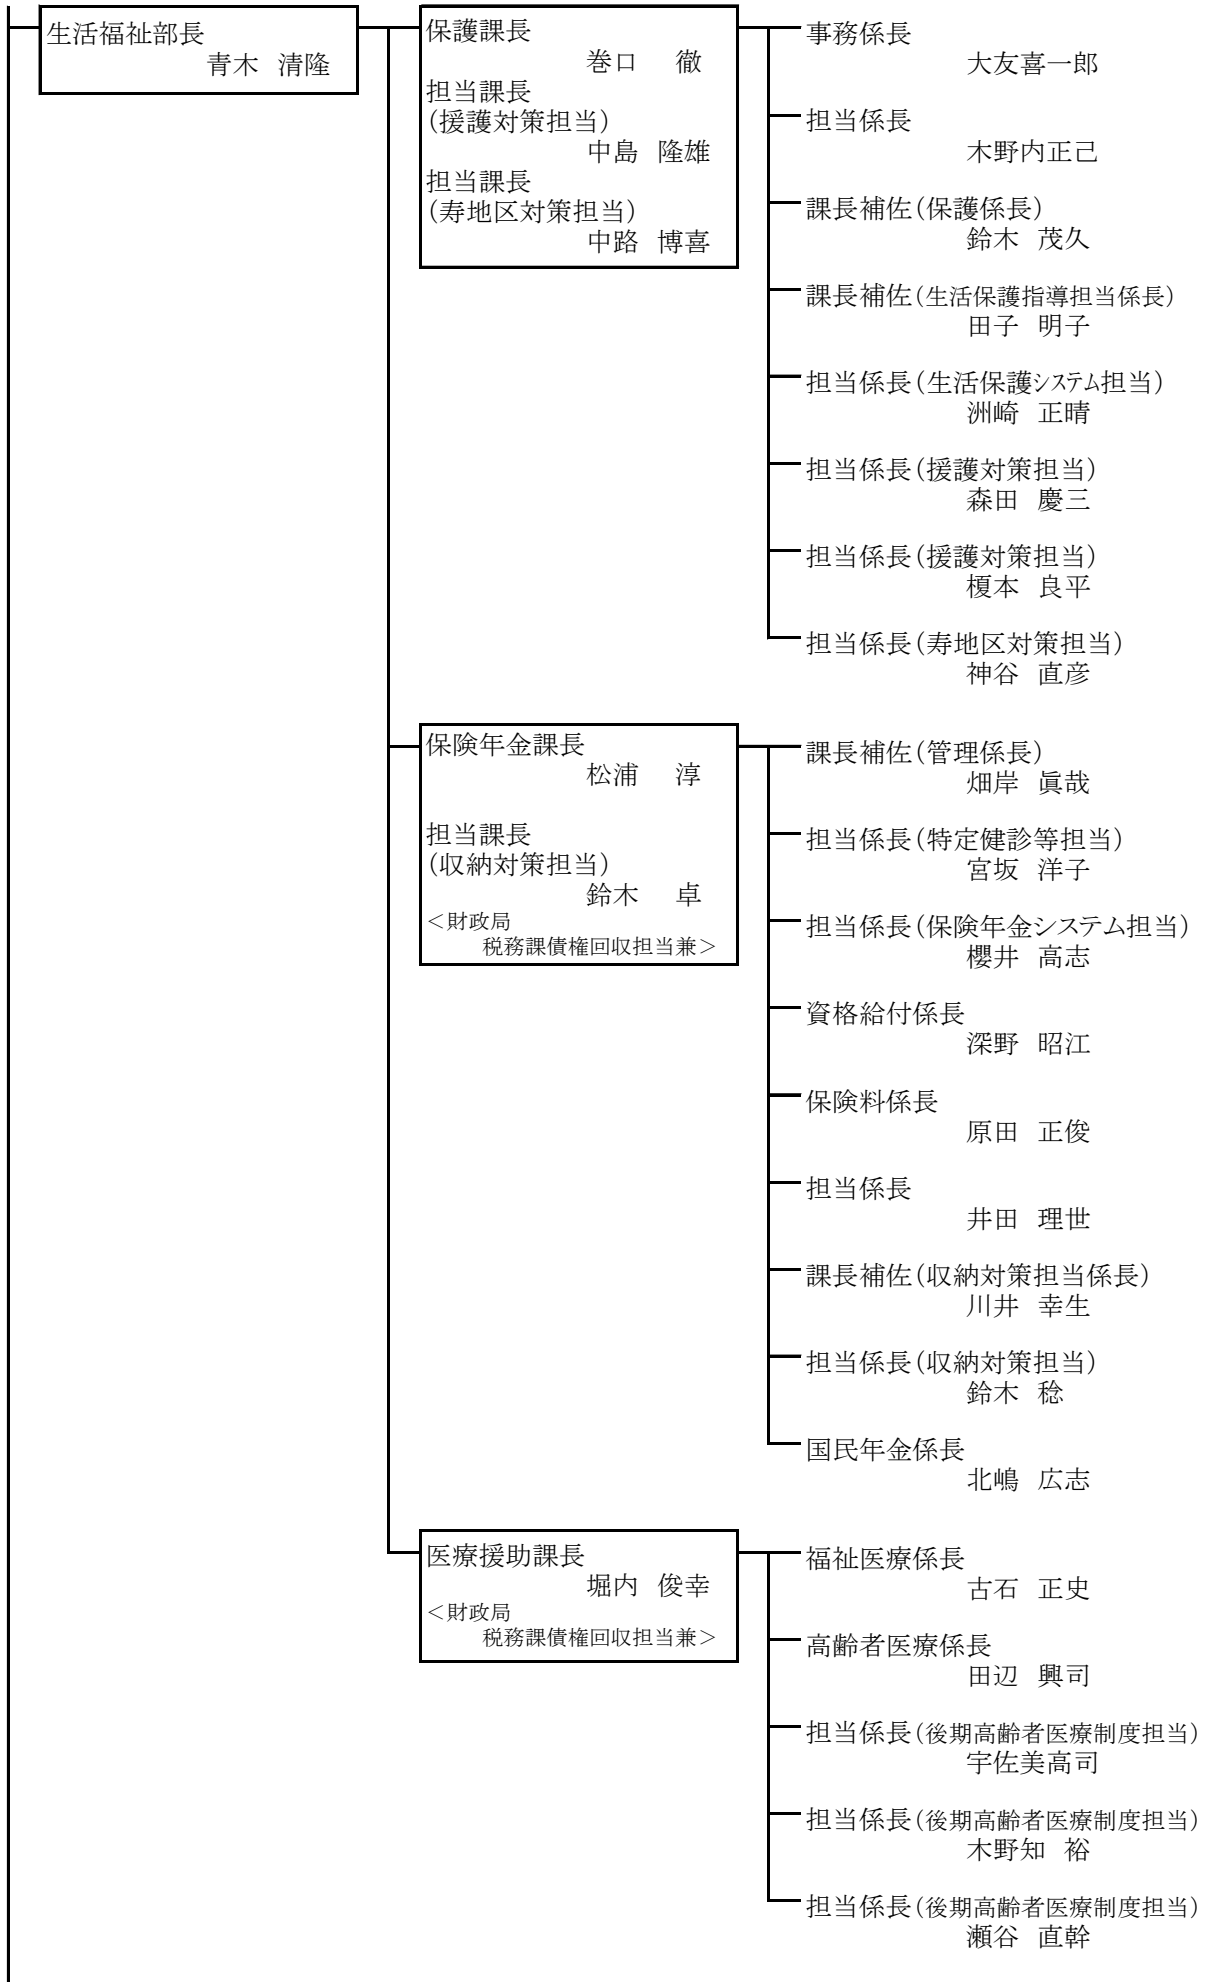 生活福祉部長
青木 清隆
保護課長
巻口 徹
担当課長
(援護対策担当)
中島 隆雄
担当課長
(寿地区対策担当)
中路 博喜
事務係長
大友喜一郎
担当係長
木野内正己
課長補佐(保護係長)
鈴木 茂久
課長補佐(生活保護指導担当係長)
田子 明子
担当係長(生活保護ｼｽﾃﾑ担当)
洲崎 正晴
担当係長(援護対策担当)
森田 慶三
担当係長(援護対策担当)
榎本 良平
担当係長(寿地区対策担当)
神谷 直彦
保険年金課長
松浦 淳
担当課長
(収納対策担当)
鈴木 卓
＜財政局
税務課債権回収担当兼＞
課長補佐(管理係長)
畑岸 眞哉
担当係長(特定健診等担当)
宮坂 洋子
担当係長(保険年金システム担当)
櫻井 高志
資格給付係長
深野 昭江
保険料係長
原田 正俊
担当係長
井田 理世
課長補佐(収納対策担当係長)
川井 幸生
担当係長(収納対策担当)
鈴木 稔
国民年金係長
北嶋 広志
医療援助課長
堀内 俊幸
＜財政局
税務課債権回収担当兼＞
福祉医療係長
古石 正史
高齢者医療係長
田辺 興司
担当係長(後期高齢者医療制度担当)
宇佐美高司
担当係長(後期高齢者医療制度担当)
木野知 裕
担当係長(後期高齢者医療制度担当)
瀬谷 直幹